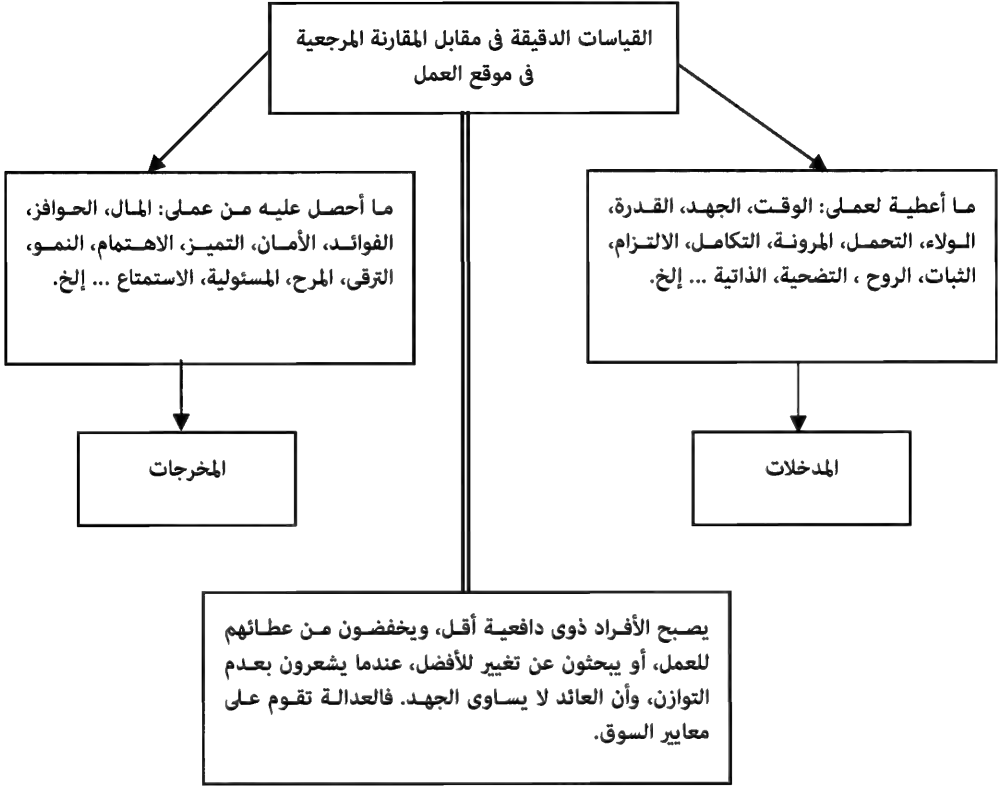 القياسات الدقيقة فى مقابل المقارنة المرجعية
فى موقع العمل
ما أعطية لعملى: الوقت، الجهد، القدرة،
الولاء، التحمل، المرونة، التكامل، الالتزام،
الثبات، الروح ، التضحية، الذاتية ... إلخ.
ما أحصل عليه من عملى: المال، الحوافز،
الفوائد، الأمان، التميز، الاهتمام، النمو،
الترقى، المرح، المسئولية، الاستمتاع ... إلخ.
المدخلات
المخرجات
يصبح الأفراد ذوى دافعية أقل، ويخفضون من عطائهم
للعمل، أو يبحثون عن تغيير للأفضل، عندما يشعرون بعدم
التوازن، وأن العائد لا يساوى الجهد. فالعدالة تقوم على
معايير السوق.